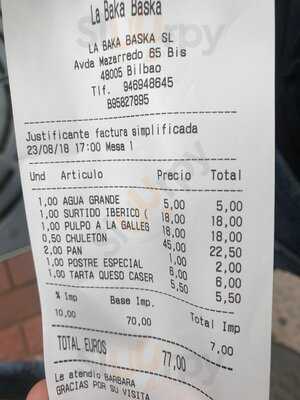 La Baka Baska
LA BAKA BASKA SL
Avda Mazarredo 65 Bis
48005 Bilbao
Tlf. 946948645
B95827895
Justificante factura simplificada
23/08/18 17:00 Mesa 1
Und Artículo Precio Total
1,00 AGUA GRANDE 5,00 5,00
1,00 SURTIDO IBERICO ( 18,00 18,00
1,00 PULPO A LA GALLEG 18,00 18,00
0,50 CHULETON 45,00 22,50
2,00 PAN 1,00 2,00
1,00 POSTRE ESPECIAL 6,00 6,00
1,00 TARTA QUESO CASER 5,50 5,50
% Imp Base Imp. Total Imp
10,00 70,00 7,00
TOTAL EUROS 77,00
Le atendio BARBARA
GRACIAS POR SU VISITA